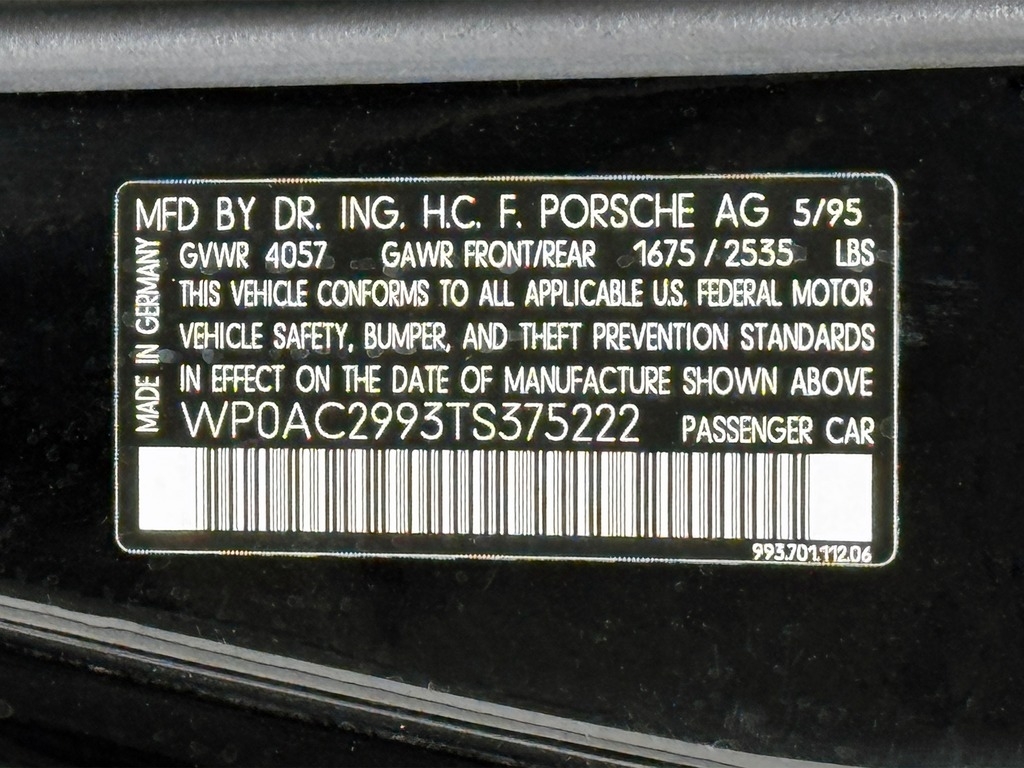 MFD BY DR. ING. H.C. F. PORSCHE AG 5/95
GVWR 4057 GAWR FRONT/REAR 1675/2535 LBS
THIS VEHICLE CONFORMS TO ALL APPLICABLE U.S. FEDERAL MOTOR
VEHICLE SAFETY, BUMPER, AND THEFT PREVENTION STANDARDS
IN EFFECT ON THE DATE OF MANUFACTURE SHOWN ABOVE
WP0AC2993TS375222 PASSENGER CAR
993.701.112.06
MADE IN GERMANY